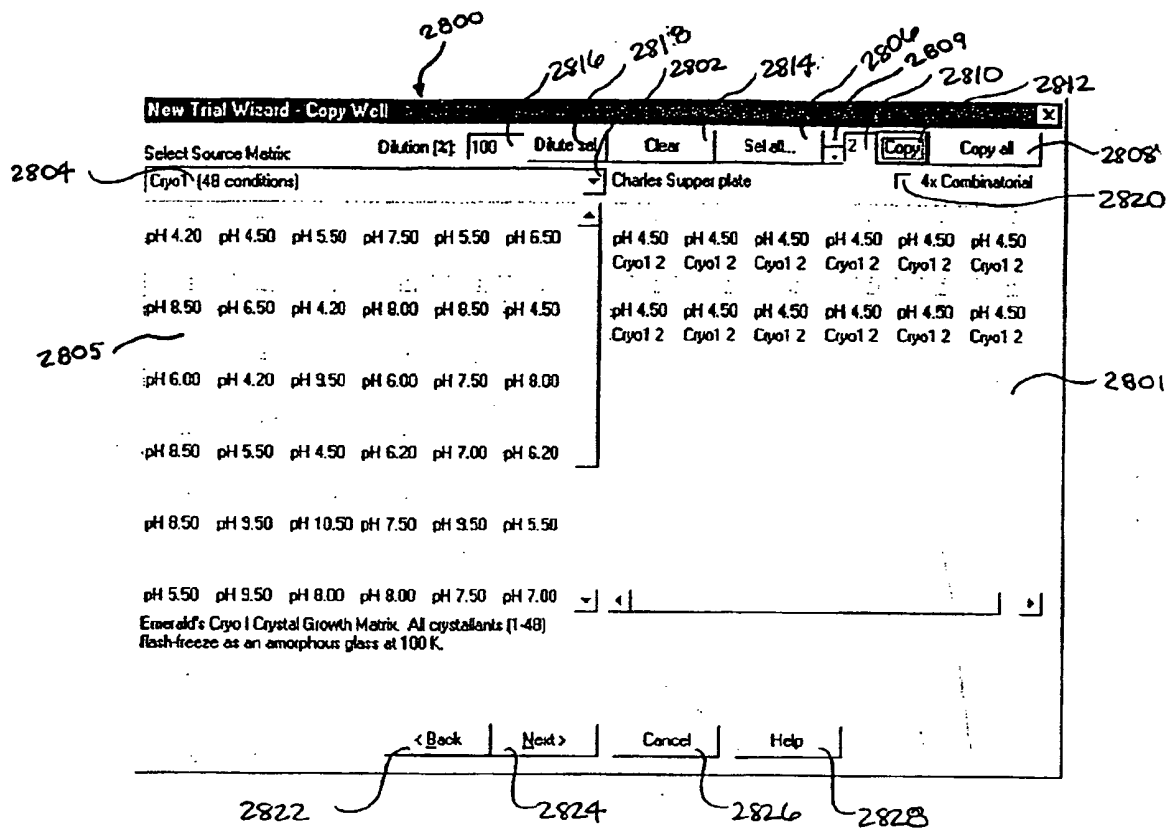 2800
2816 2818 2802 2814 2806 2809 2810 2812
New Trial Wizard - Copy Well
Select Source Matrix Dilution [%]: 100 Dilute sel Clear Sel all... 2 Copy Copy all 2808
2804 Cryo1 (48 conditions) Charles Supper plate 4x Combinatorial 2820
pH 4.20 pH 4.50 pH 5.50 pH 7.50 pH 5.50 pH 6.50 pH 4.50 pH 4.50 pH 4.50 pH 4.50 pH 4.50 pH 4.50
Cryo1 2 Cryo1 2 Cryo1 2 Cryo1 2 Cryo1 2 Cryo1 2
pH 8.50 pH 6.50 pH 4.20 pH 8.00 pH 8.50 pH 4.50 pH 4.50 pH 4.50 pH 4.50 pH 4.50 pH 4.50 pH 4.50
2805 Cryo1 2 Cryo1 2 Cryo1 2 Cryo1 2 Cryo1 2 Cryo1 2
pH 6.00 pH 4.20 pH 9.50 pH 6.00 pH 7.50 pH 8.00 2801
pH 8.50 pH 5.50 pH 4.50 pH 6.20 pH 7.00 pH 6.20
pH 8.50 pH 9.50 pH 10.50 pH 7.50 pH 9.50 pH 5.50
pH 5.50 pH 9.50 pH 8.00 pH 8.00 pH 7.50 pH 7.00
Emerald's Cryo I Crystal Growth Matrix. All crystallants (1-48)
flash-freeze as an amorphous glass at 100 K.
< Back Next > Cancel Help
2822 2824 2826 2828